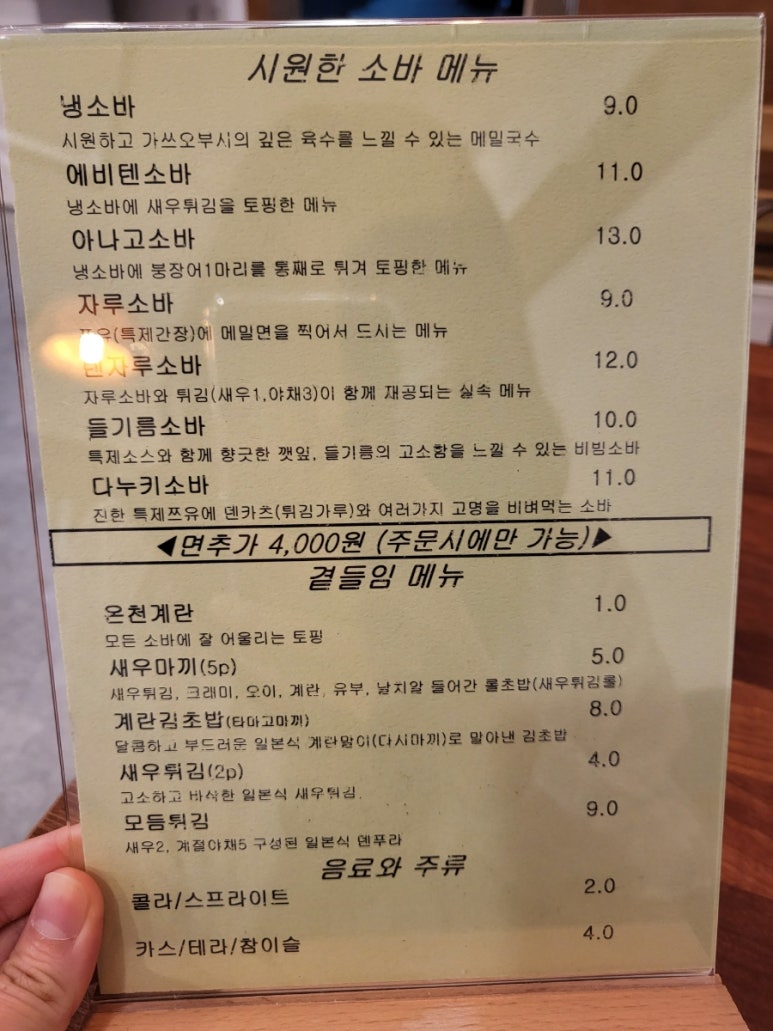 시원한 소바 메뉴
냉소바 9.0
시원하고 가쓰오부시의 깊은 육수를 느낄 수 있는 메밀국수
에비텐소바 11.0
냉소바에 새우튀김을 토핑한 메뉴
아나고소바 13.0
냉소바에 붕장어1마리를 통째로 튀겨 토핑한 메뉴
자루소바 9.0
쯔유(특제간장)에 메밀면을 찍어서 드시는 메뉴
텐자루소바 12.0
자루소바와 튀김(새우1,야채3)이 함께 재공되는 실속 메뉴
들기름소바 10.0
특제소스와 함께 향긋한 깻잎, 들기름의 고소함을 느낄 수 있는 비빙소바
다누키소바 11.0
진한 특제쯔유에 덴카츠(튀김가루)와 여러가지 고명을 비벼먹는 소바
◀면추가 4,000원 (주문시에만 가능)▶
곁들임 메뉴
온천계란 1.0
모든 소바에 잘 어울리는 토핑
새우마끼(5p) 5.0
새우튀김, 크래미, 오이, 계란, 유부, 날치알 들어간 롤초밥(새우튀김롤)
계란김초밥(타마고마끼) 8.0
달콤하고 부드러운 일본식 계란말이(다시마끼)로 말아낸 김초밥
새우튀김(2p) 4.0
고소하고 바삭한 일본식 새우튀김.
모듬튀김 9.0
새우2, 계절야채5 구성된 일본식 덴푸라
음료와 주류
콜라/스프라이트 2.0
카스/테라/참이슬 4.0